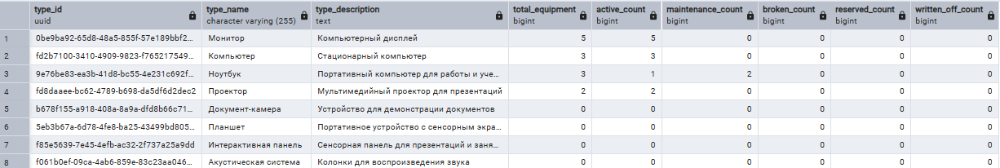 type_id type_name type_description total_equipment active_count maintenance_count broken_count reserved_count written_off_count
uuid character varying (255) text bigint bigint bigint bigint bigint bigint
1 0be9ba92-65d8-48a5-855f-57e189bbf2... Монитор Компьютерный дисплей 5 5 0 0 0 0
2 fd2b7100-3410-4909-9823-f765217549... Компьютер Стационарный компьютер 3 3 0 0 0 0
3 9e76be83-ea3b-41d8-bc55-4e231c692f... Ноутбук Портативный компьютер для работы и уче... 3 1 2 0 0 0
4 fd8daaee-bc62-4789-b698-da5df6d2dec2 Проектор Мультимедийный проектор для презентаций 2 2 0 0 0 0
5 b678f155-a918-408a-8a9a-dfd8b66c71... Документ-камера Устройство для демонстрации документов 0 0 0 0 0 0
6 5eb3b67a-6d78-4fe8-ba25-43499bd805... Планшет Портативное устройство с сенсорным экра... 0 0 0 0 0 0
7 f85e5639-7e45-4efb-ac32-2f737a25a9dd Интерактивная панель Сенсорная панель для презентаций и заня... 0 0 0 0 0 0
8 f061b0ef-09ca-4ab6-859e-83c23aa046... Акустическая система Колонки для воспроизведения звука 0 0 0 0 0 0